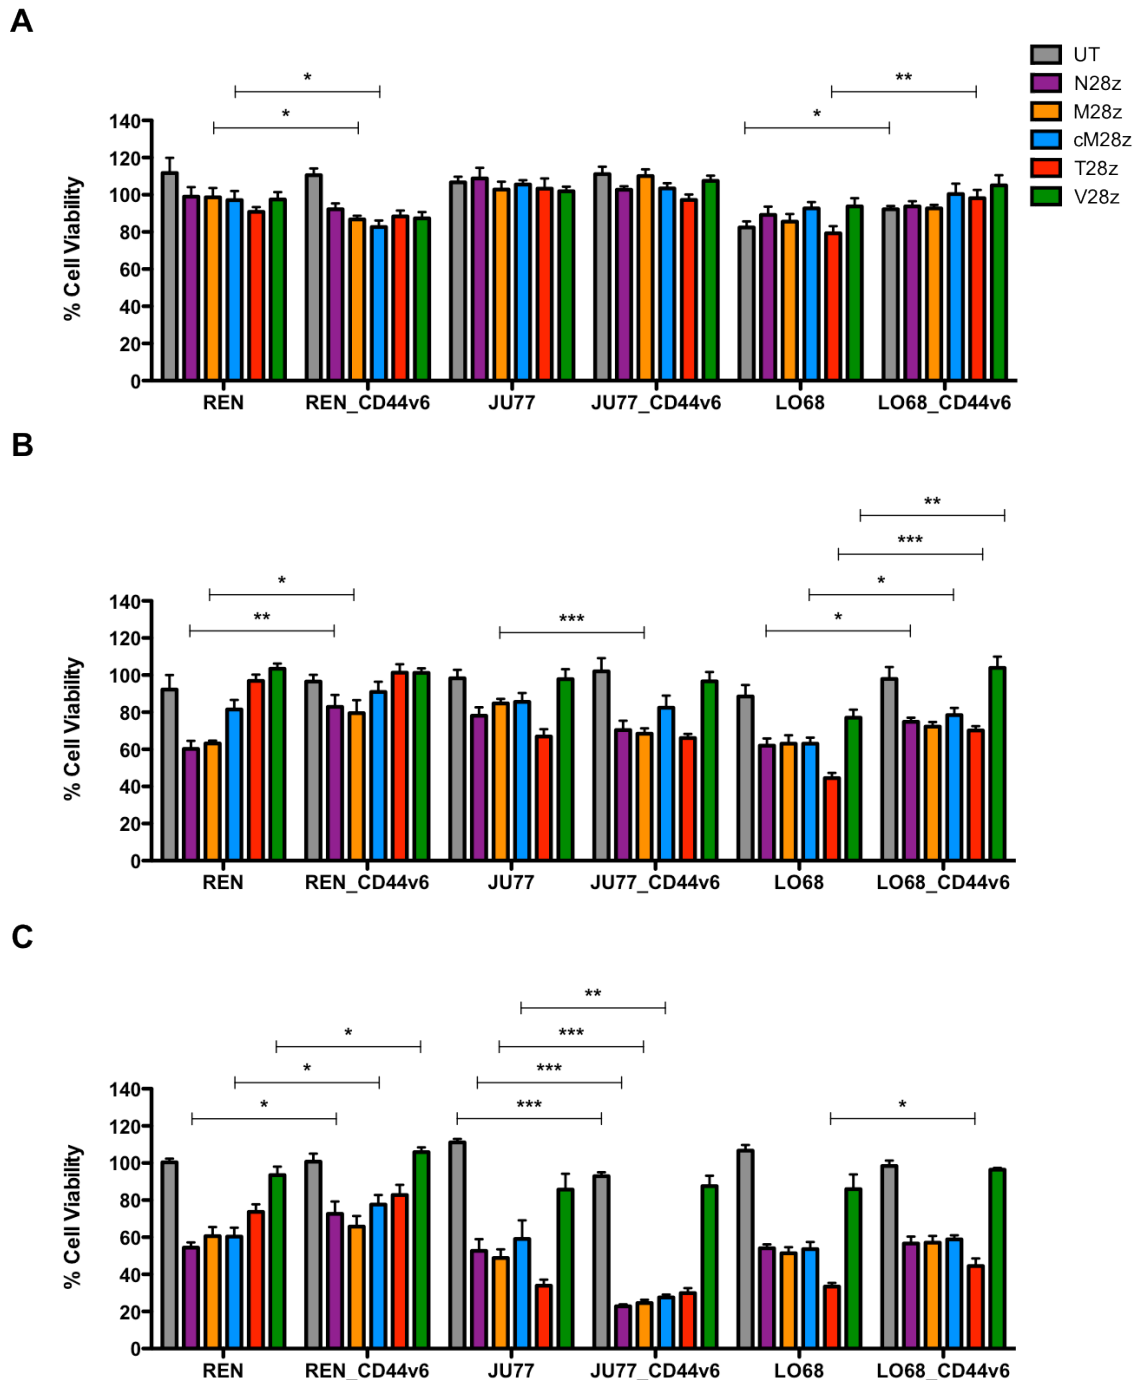 A
UT
N28z
M28z
cM28z
T28z
V28z
* **
* *
140
120
100
80
60
40
20
0
% Cell Viability
REN REN_CD44v6 JU77 JU77_CD44v6 LO68 LO68_CD44v6
B
**
***
* *
** *** *
140
120
100
80
60
40
20
0
% Cell Viability
REN REN_CD44v6 JU77 JU77_CD44v6 LO68 LO68_CD44v6
C
**
* ***
* ***
* *** *
140
120
100
80
60
40
20
0
% Cell Viability
REN REN_CD44v6 JU77 JU77_CD44v6 LO68 LO68_CD44v6